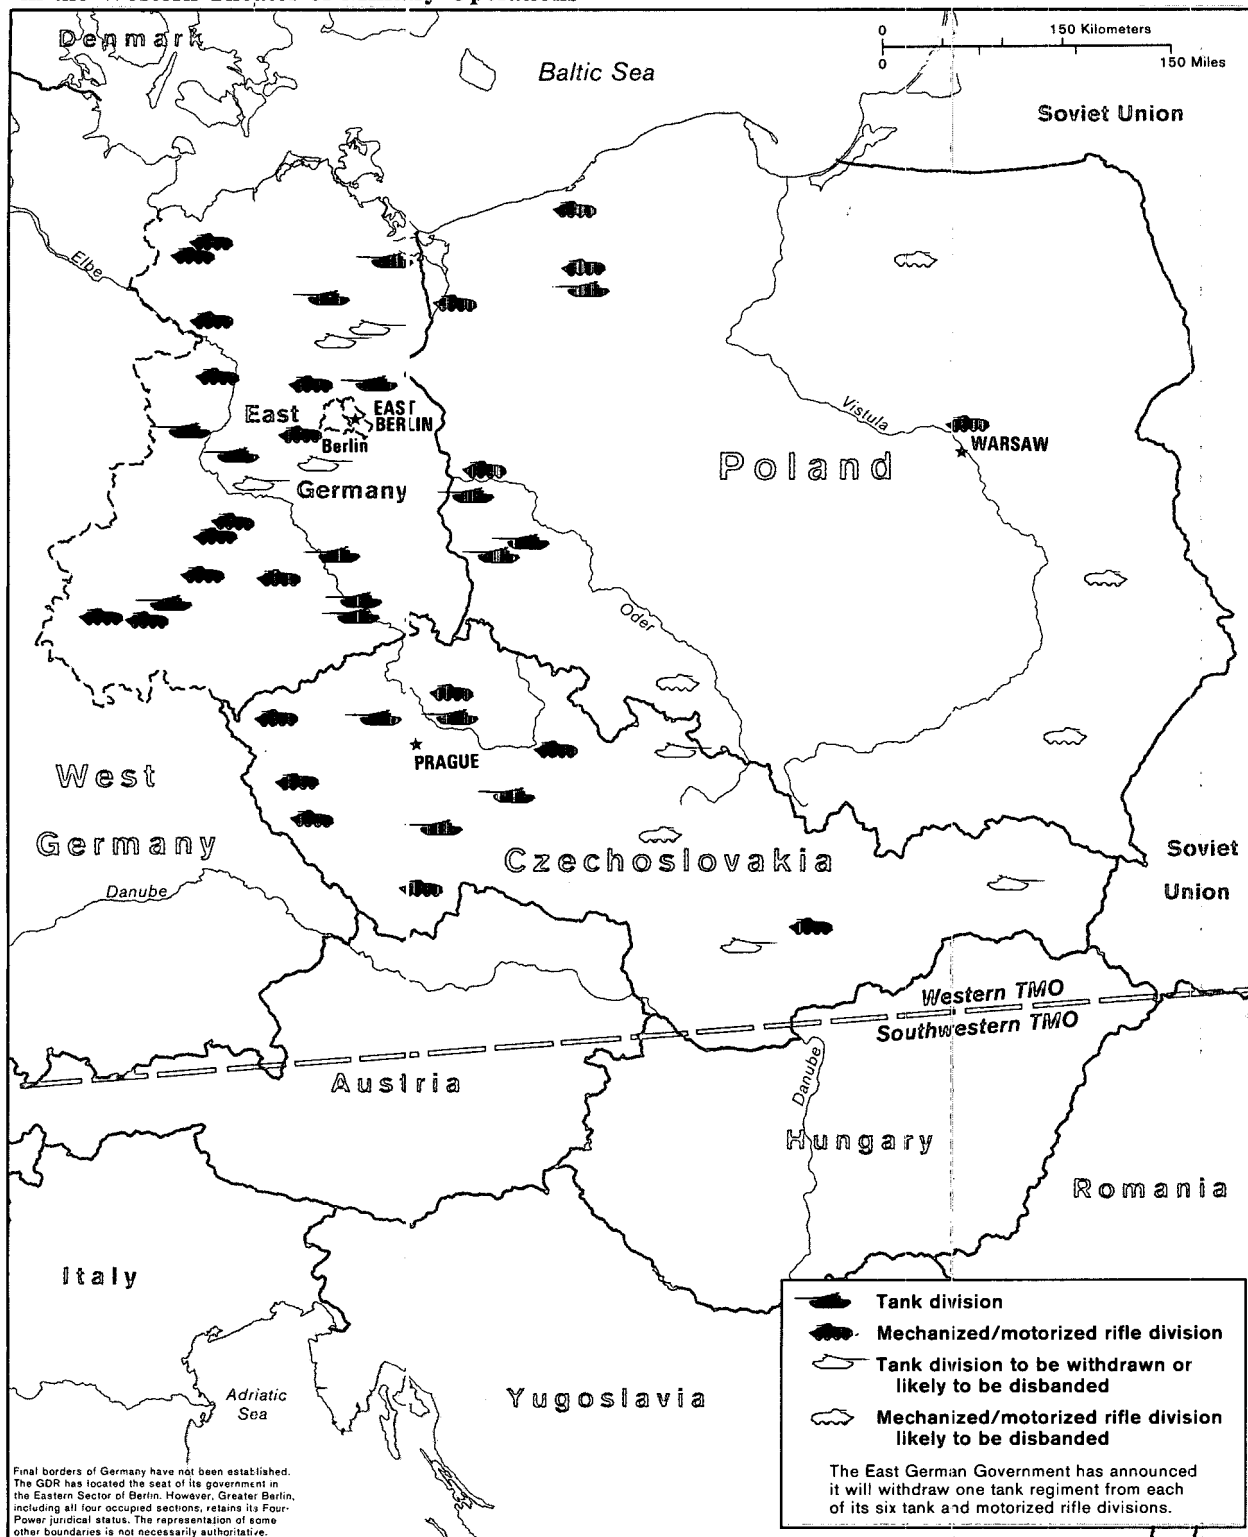 Denmark
0 150 Kilometers
0 150 Miles
Baltic Sea
Soviet Union
Elbe
East
EAST
BERLIN
Berlin
Germany
Vistula
WARSAW
Poland
Oder
PRAGUE
West
Germany
Czechoslovakia
Soviet
Union
Danube
Western TMO
Southwestern TMO
Austria
Danube
Hungary
Romania
Italy
Adriatic
Sea
Yugoslavia
Tank division
Mechanized/motorized rifle division
Tank division to be withdrawn or
likely to be disbanded
Mechanized/motorized rifle division
likely to be disbanded
The East German Government has announced
it will withdraw one tank regiment from each
of its six tank and motorized rifle divisions.
Final borders of Germany have not been established.
The GDR has located the seat of its government in
the Eastern Sector of Berlin. However, Greater Berlin,
including all four occupied sections, retains its Four-
Power juridical status. The representation of some
other boundaries is not necessarily authoritative.